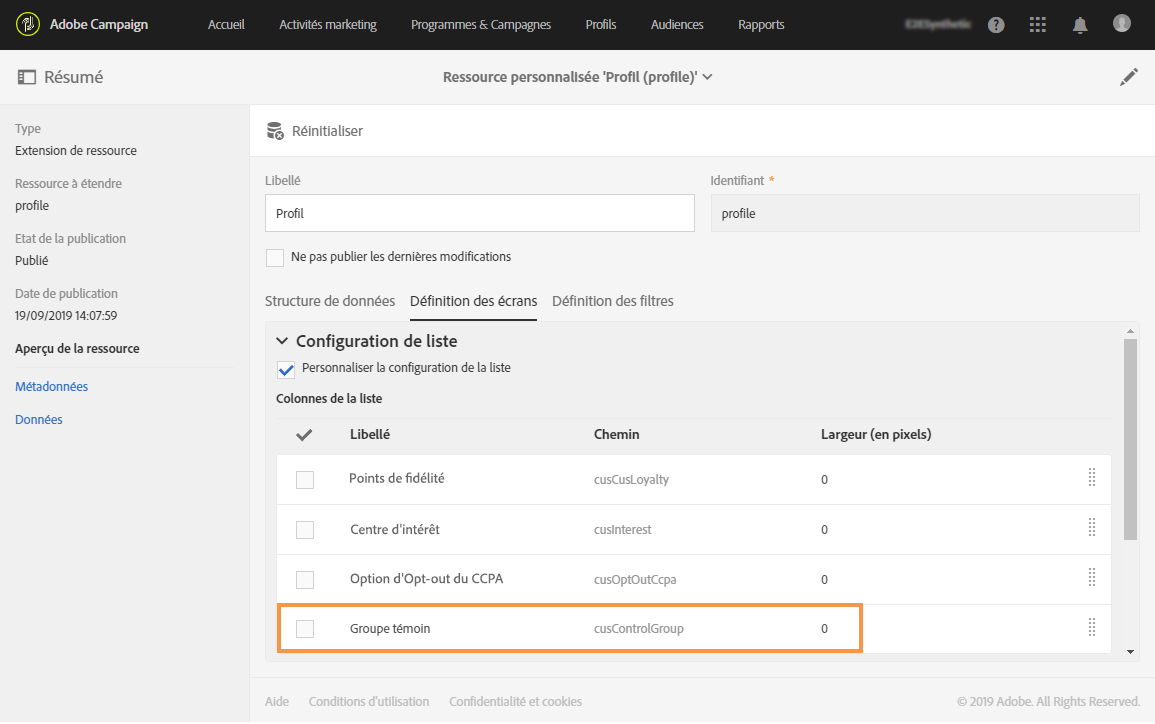 Adobe Campaign Accueil Activités marketing Programmes & Campagnes Profils Audiences Rapports
Résumé Ressource personnalisée 'Profil (profile)'
Type
Extension de ressource
Ressource à étendre
profile
Etat de la publication
Publié
Date de publication
19/09/2019 14:07:59
Aperçu de la ressource
Métadonnées
Données
Réinitialiser
Libellé Identifiant *
Profil profile
Ne pas publier les dernières modifications
Structure de données Définition des écrans Définition des filtres
Configuration de liste
Personnaliser la configuration de la liste
Colonnes de la liste
Libellé Chemin Largeur (en pixels)
Points de fidélité cusCusLoyalty 0
Centre d'intérêt cusInterest 0
Option d'Opt-out du CCPA cusOptOutCcpa 0
Groupe témoin cusControlGroup 0
Aide Conditions d'utilisation Confidentialité et cookies © 2019 Adobe. All Rights Reserved.